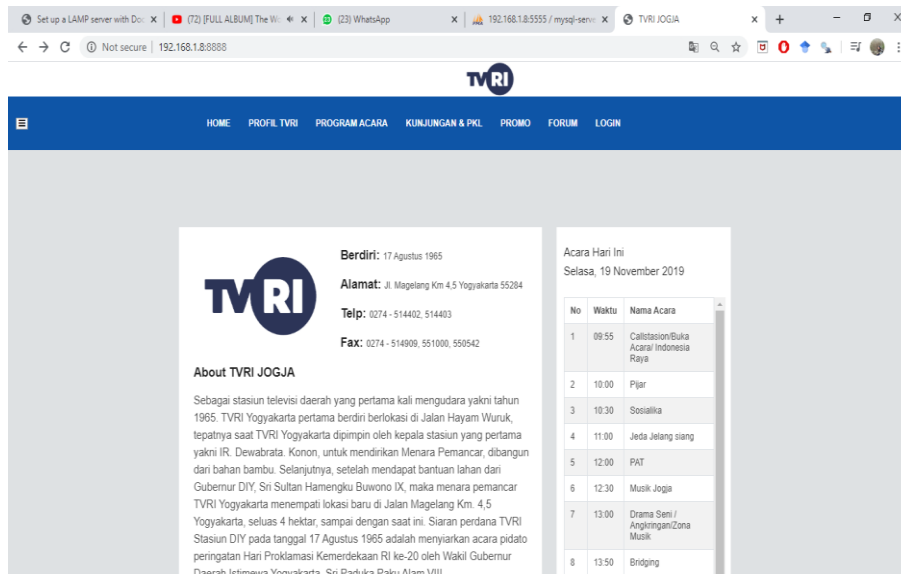 Set up a LAMP server with Doc
(72) [FULL ALBUM] The W
(23) WhatsApp
192.168.1.8:5555 / mysql-serve
TVRI JOGJA
Not secure
192.168.1.8:8888
TVRI
HOME PROFIL TVRI PROGRAM ACARA KUNJUNGAN & PKL PROMO FORUM LOGIN
TVRI
Berdiri: 17 Agustus 1965
Alamat: Jl. Magelang Km 4,5 Yogyakarta 55284
Telp: 0274 - 514402, 514403
Fax: 0274 - 514909, 551000, 550542
About TVRI JOGJA
Sebagai stasiun televisi daerah yang pertama kali mengudara yakni tahun
1965. TVRI Yogyakarta pertama berdiri berlokasi di Jalan Hayam Wuruk,
tepatnya saat TVRI Yogyakarta dipimpin oleh kepala stasiun yang pertama
yakni IR. Dewabrata. Konon, untuk mendirikan Menara Pemancar, dibangun
dari bahan bambu. Selanjutnya, setelah mendapat bantuan lahan dari
Gubernur DIY, Sri Sultan Hamengku Buwono IX, maka menara pemancar
TVRI Yogyakarta menempati lokasi baru di Jalan Magelang Km. 4,5
Yogyakarta, seluas 4 hektar, sampai dengan saat ini. Siaran perdana TVRI
Stasiun DIY pada tanggal 17 Agustus 1965 adalah menyiarkan acara pidato
peringatan Hari Proklamasi Kemerdekaan RI ke-20 oleh Wakil Gubernur
Daerah Istimewa Yogyakarta, Sri Paduka Paku Alam VIII
Acara Hari Ini
Selasa, 19 November 2019
No Waktu Nama Acara
1 09:55 Callstasion/Buka
Acara/ Indonesia
Raya
2 10:00 Pijar
3 10:30 Sosialika
4 11:00 Jeda Jelang siang
5 12:00 PAT
6 12:30 Musik Jogja
7 13:00 Drama Seni /
Angkringan/Zona
Musik
8 13:50 Bridging